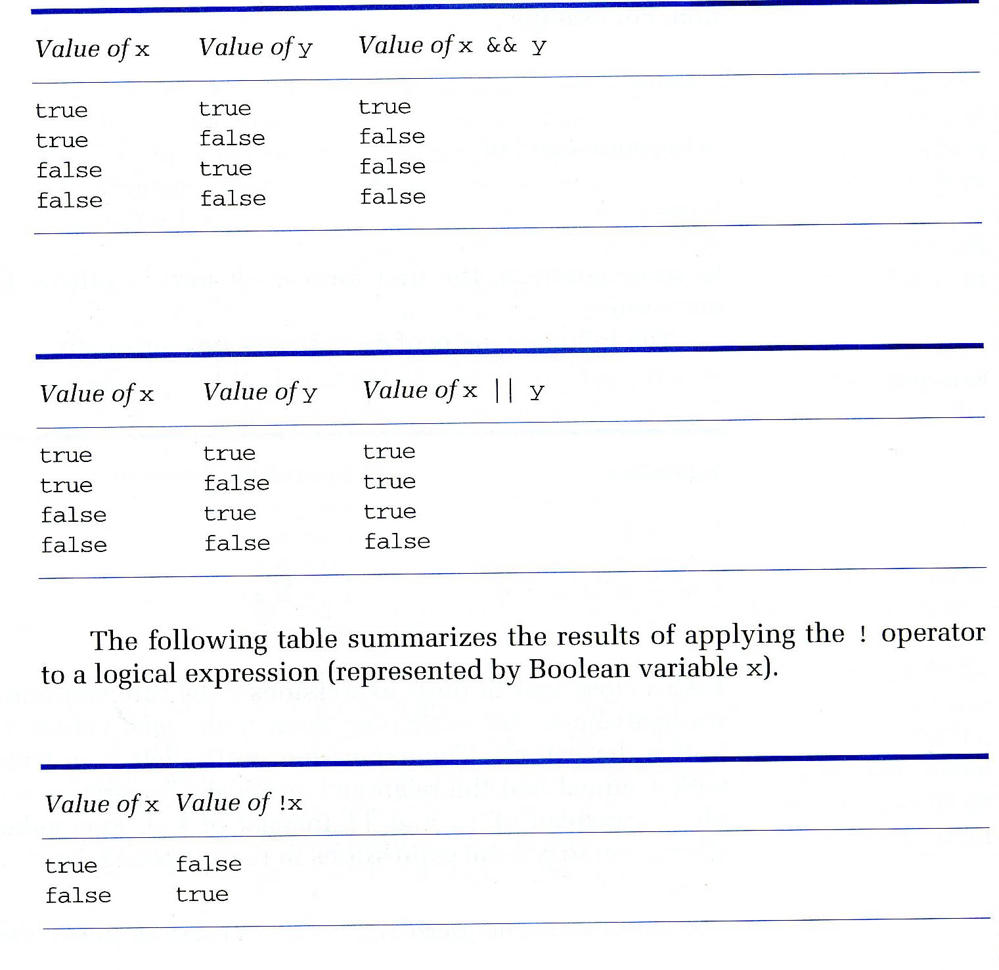 Value of x Value of y Value of x && y
true true true
true false false
false true false
false false false
Value of x Value of y Value of x || y
true true true
true false true
false true true
false false false
The following table summarizes the results of applying the ! operator
to a logical expression (represented by Boolean variable x).
Value of x Value of !x
true false
false true